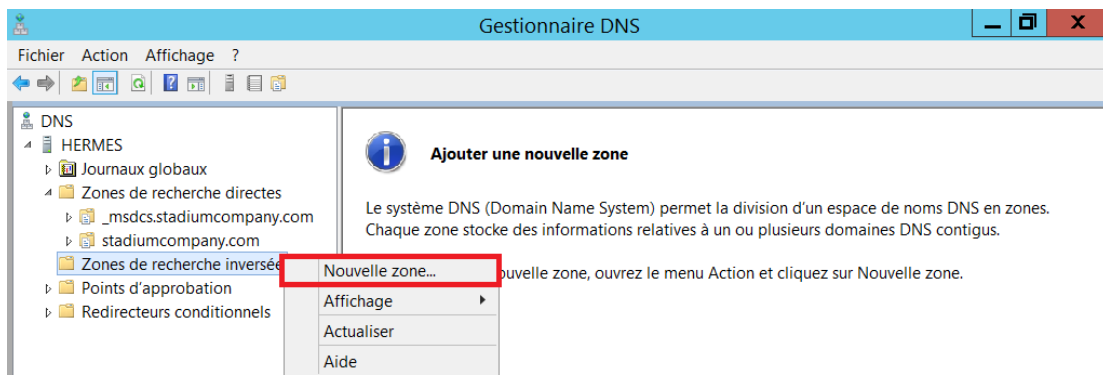 Gestionnaire DNS
Fichier Action Affichage ?
DNS
HERMES
Journaux globaux
Zones de recherche directes
_msdcs.stadiumcompany.com
stadiumcompany.com
Zones de recherche inversée
Points d'approbation
Redirecteurs conditionnels
Nouvelle zone...
Affichage
Actualiser
Aide
Ajouter une nouvelle zone
Le système DNS (Domain Name System) permet la division d'un espace de noms DNS en zones.
Chaque zone stocke des informations relatives à un ou plusieurs domaines DNS contigus.
ouvelle zone, ouvrez le menu Action et cliquez sur Nouvelle zone.